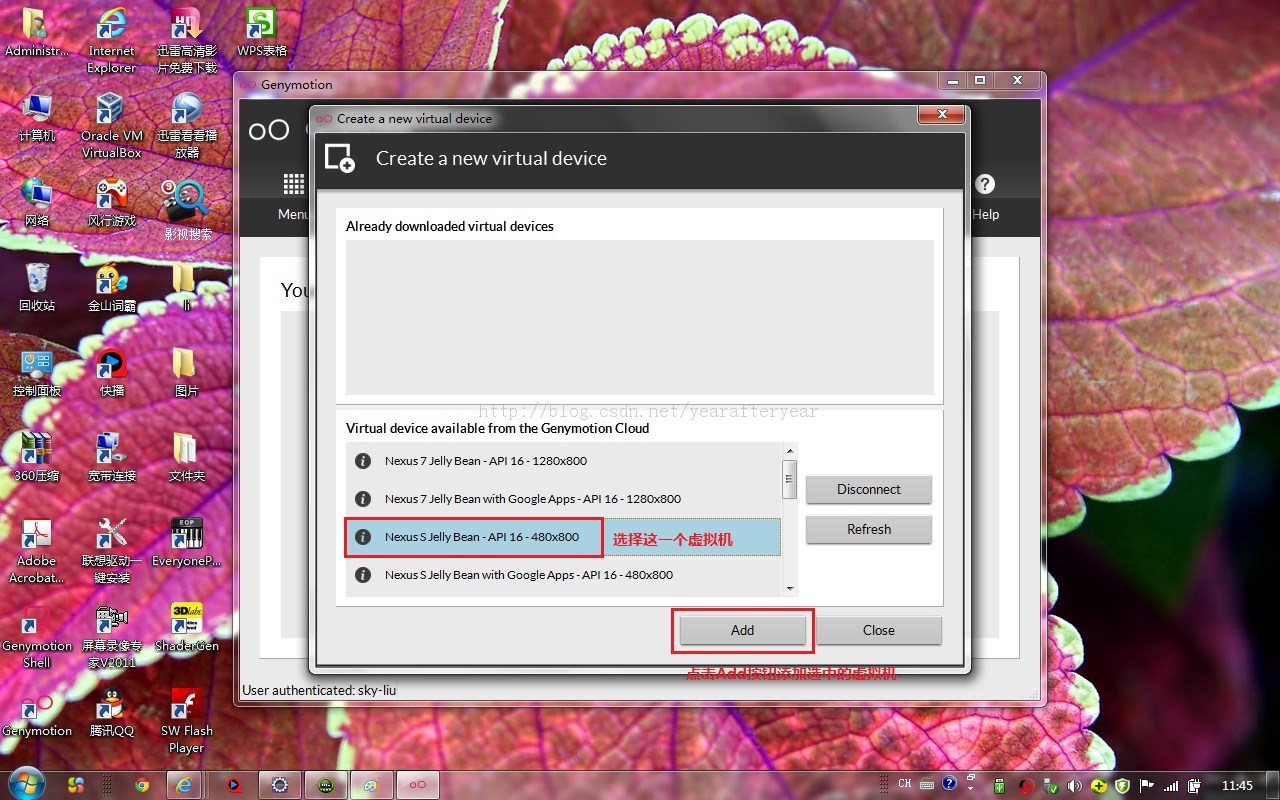 Administr...
Internet Explorer
迅雷高清影片免费下载
WPS表格
计算机
Oracle VM VirtualBox
迅雷看看播放器
网络
风行游戏
影视搜索
回收站
金山词霸
li
控制面板
快播
图片
360压缩
宽带连接
文件夹
Adobe Acrobat...
联想驱动一键安装
EOP
EveryoneP...
Genymotion Shell
屏幕录像专家V2011
3Dlabs
ShaderGen
Genymotion
腾讯QQ
SW Flash Player
Genymotion
Menu
Help
You
User authenticated: sky-liu
Create a new virtual device
Create a new virtual device
Already downloaded virtual devices
http://blog.csdn.net/yearafteryear
Virtual device available from the Genymotion Cloud
Nexus 7 Jelly Bean - API 16 - 1280x800
Nexus 7 Jelly Bean with Google Apps - API 16 - 1280x800
Nexus S Jelly Bean - API 16 - 480x800
选择这一个虚拟机
Nexus S Jelly Bean with Google Apps - API 16 - 480x800
Disconnect
Refresh
Add
Close
点击Add按钮添加选中的虚拟机
CH
11:45